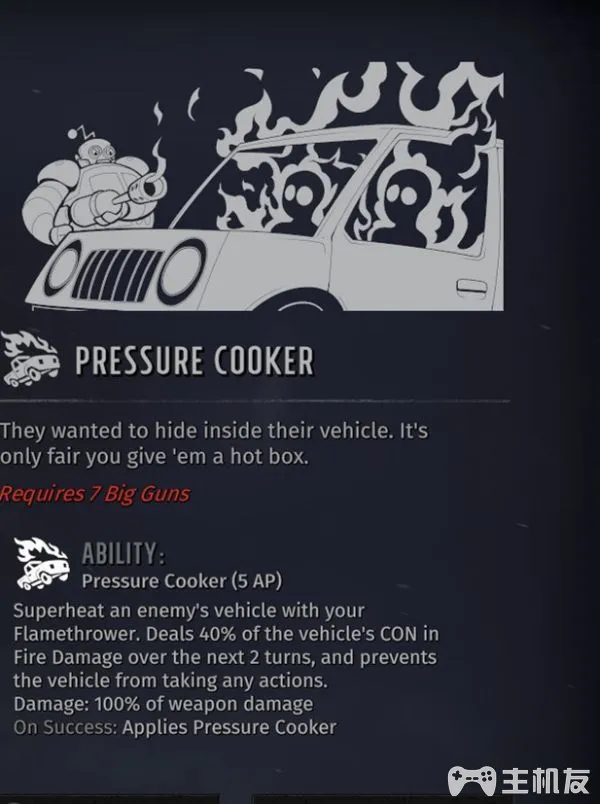 PRESSURE COOKER
They wanted to hide inside their vehicle. It's
only fair you give 'em a hot box.
Requires 7 Big Guns
ABILITY:
Pressure Cooker (5 AP)
Superheat an enemy's vehicle with your
Flamethrower. Deals 40% of the vehicle's CON in
Fire Damage over the next 2 turns, and prevents
the vehicle from taking any actions.
Damage: 100% of weapon damage
On Success: Applies Pressure Cooker
主机友